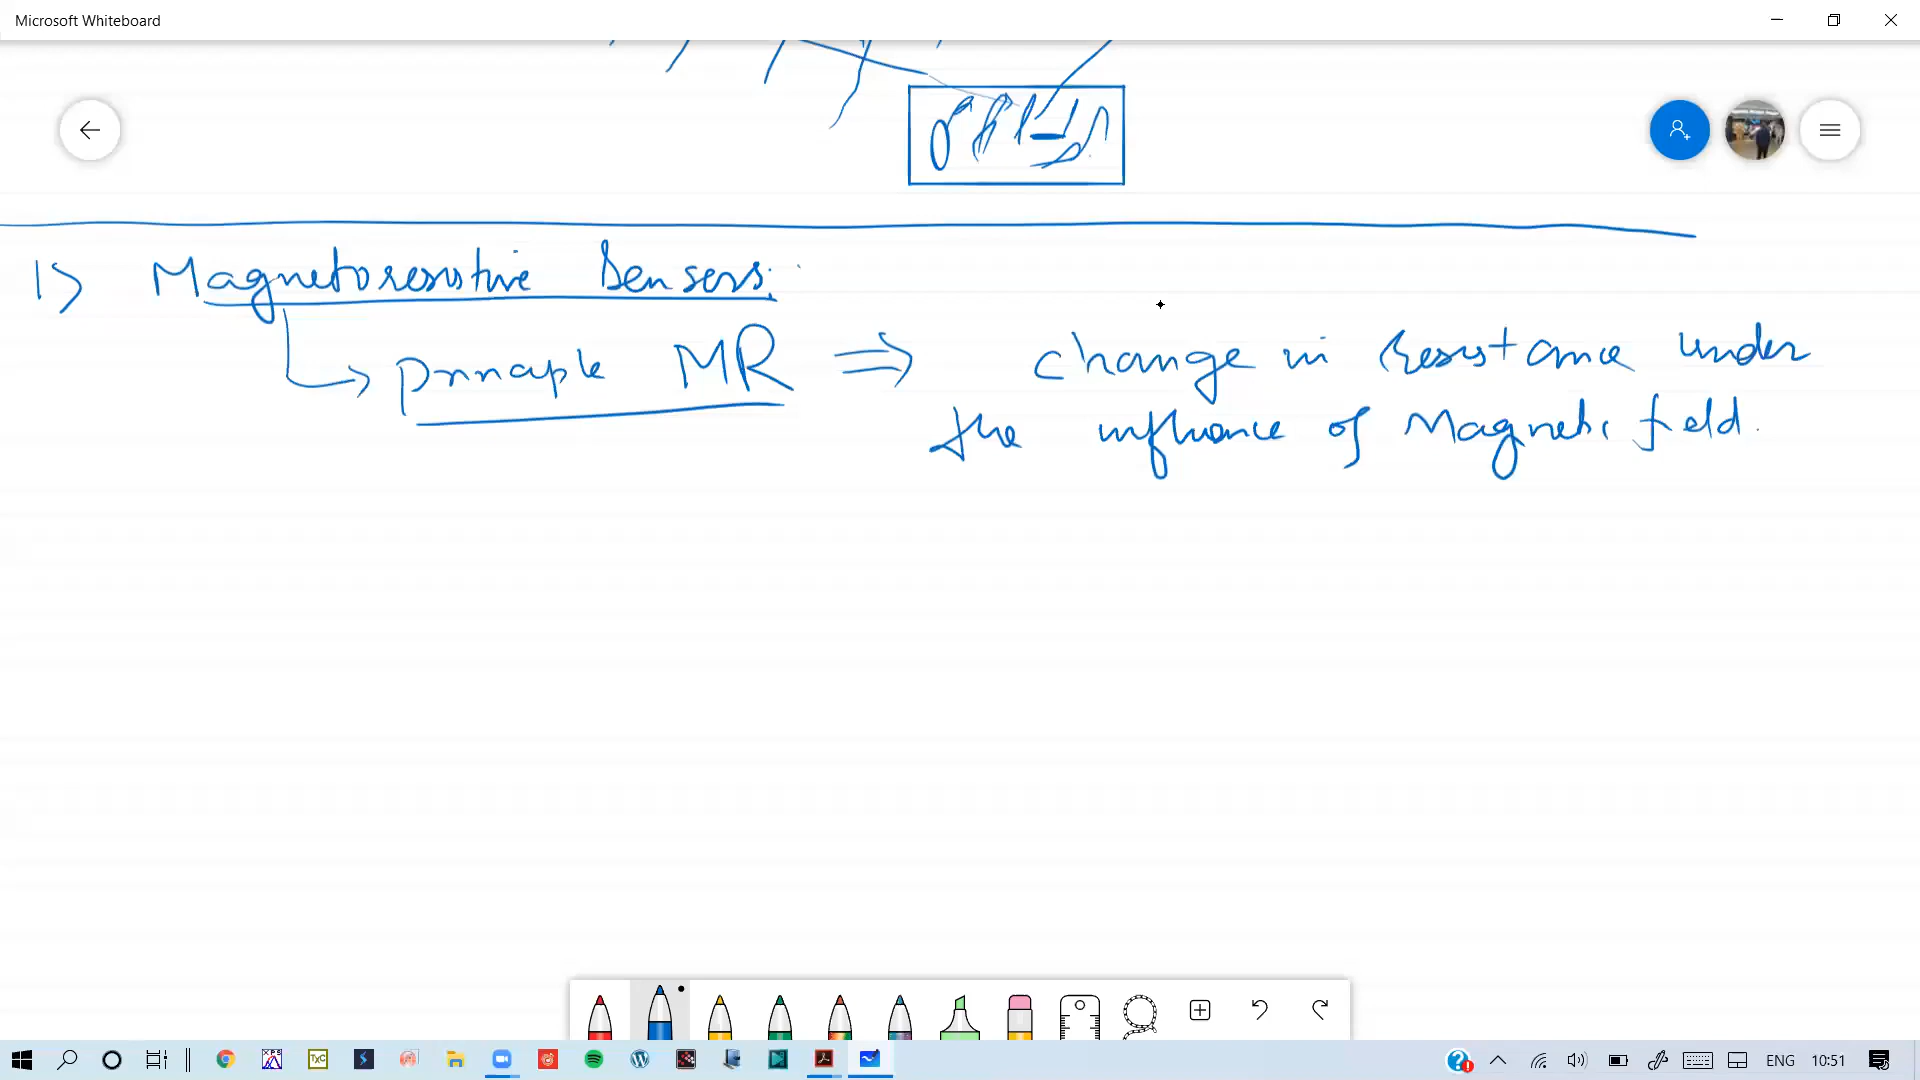 Microsoft Whiteboard
1) Magnetoresistive Sensors:
principle MR ⇒ change in resistance under
the influence of Magnetic field.
ENG 10:51